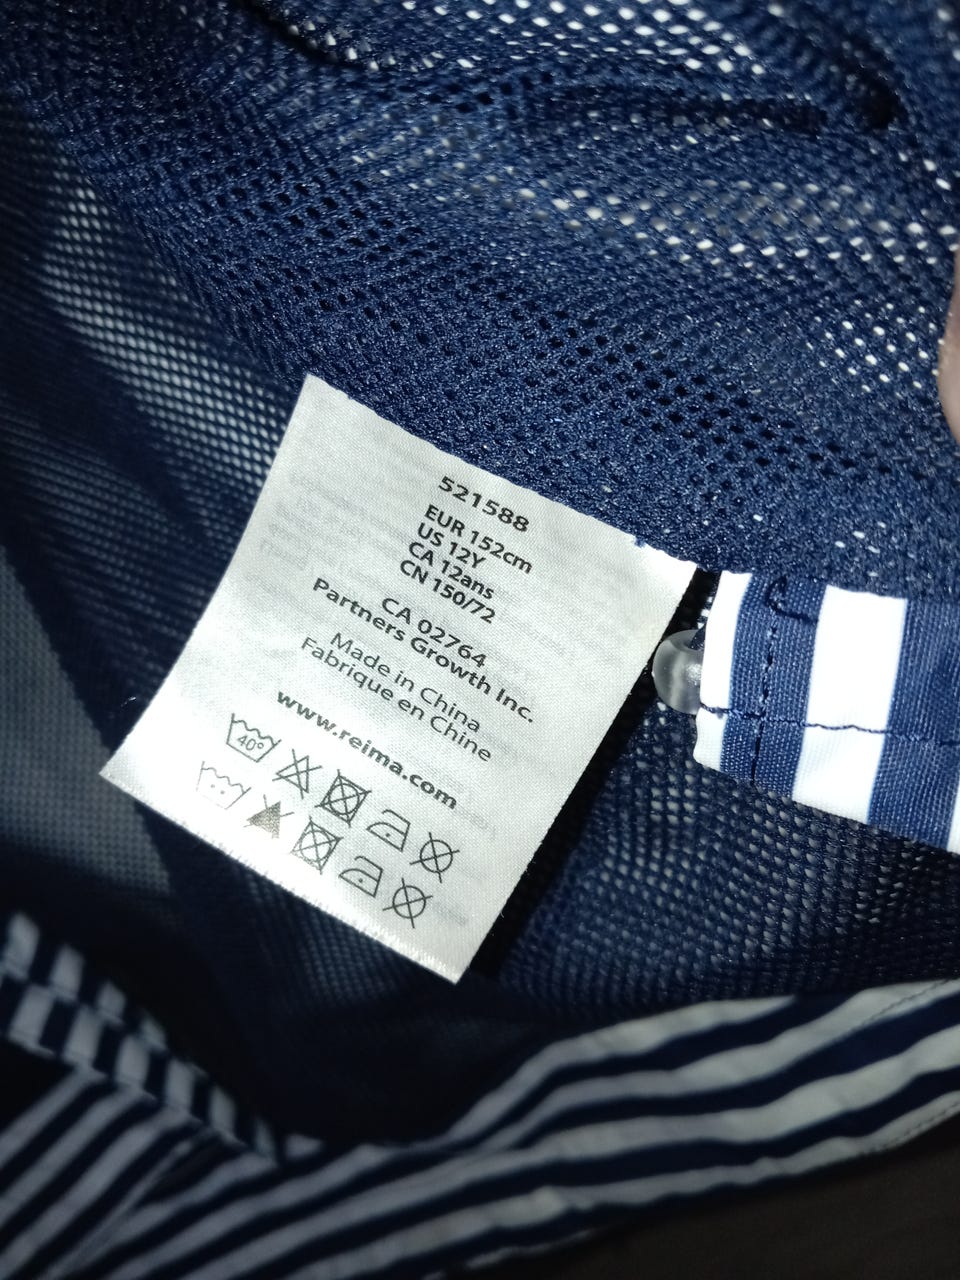 521588
EUR 152cm
US 12Y
CA 12ans
CN 150/72
CA 02764
Partners Growth Inc.
Made in China
Fabriqué en Chine
www.reima.com
40°